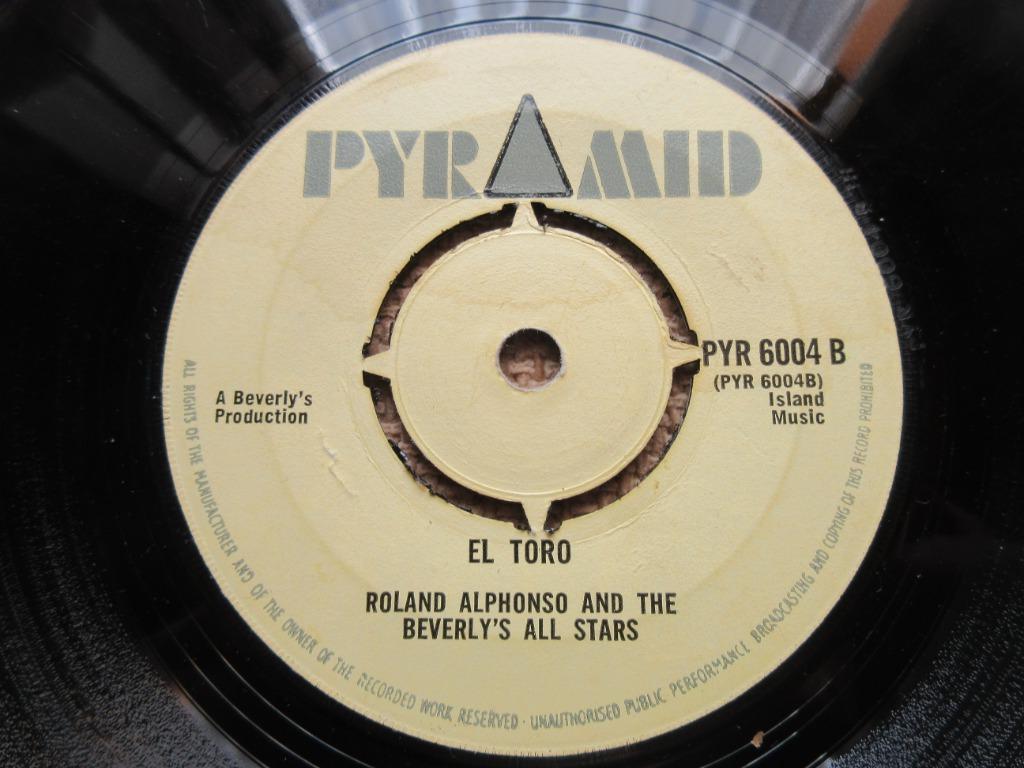 PYRAMID
PYR 6004 B
(PYR 6004B)
Island
Music
A Beverly's
Production
EL TORO
ROLAND ALPHONSO AND THE
BEVERLY'S ALL STARS
ALL RIGHTS OF THE MANUFACTURER AND OF THE OWNER OF THE RECORDED WORK RESERVED · UNAUTHORISED PUBLIC PERFORMANCE BROADCASTING AND COPYING OF THIS RECORD PROHIBITED